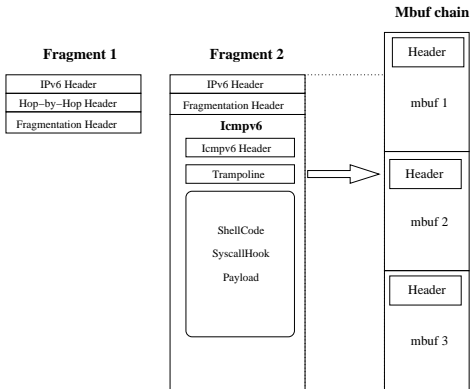 Mbuf chain
Fragment 1
Fragment 2
Header
IPv6 Header
IPv6 Header
Hop−by−Hop Header
Fragmentation Header
mbuf 1
Fragmentation Header
Icmpv6
Icmpv6 Header
Trampoline
Header
ShellCode
mbuf 2
SyscallHook
Payload
Header
mbuf 3